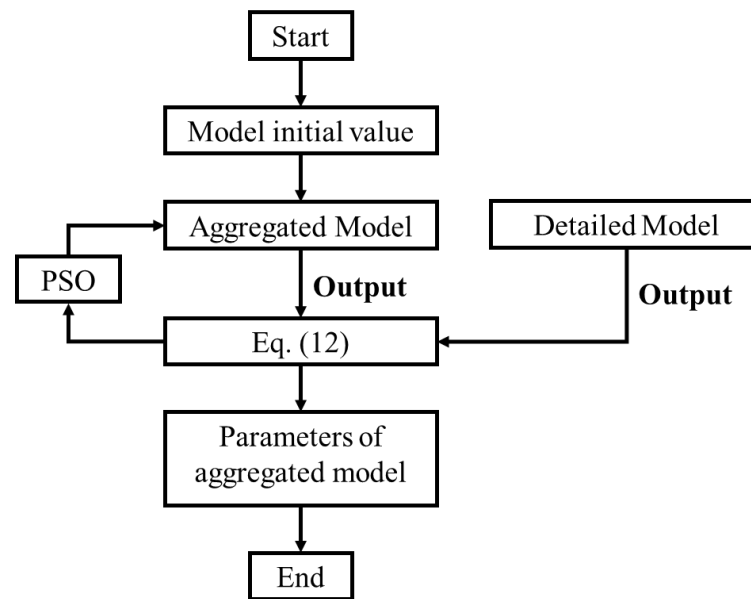 Start
Model initial value
Aggregated Model
Detailed Model
PSO
Output
Output
Eq. (12)
Parameters of
aggregated model
End